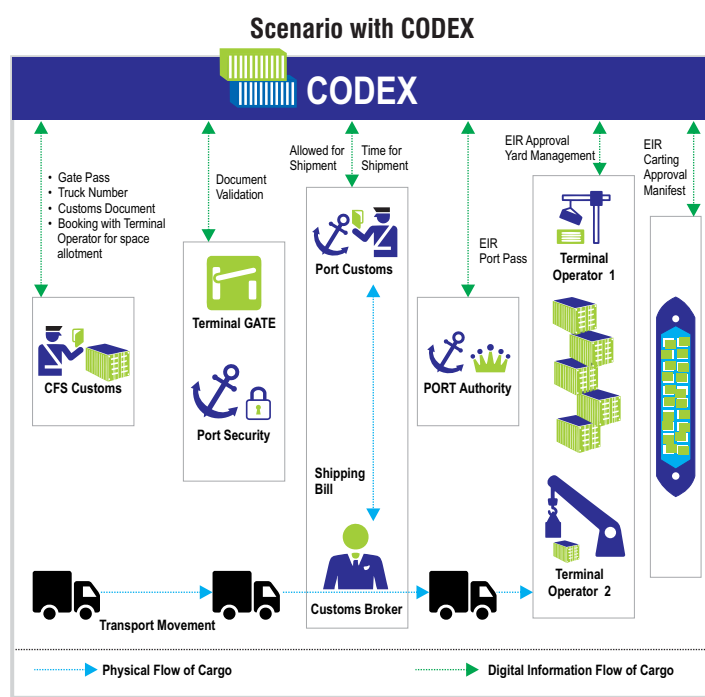 Scenario with CODEX
CODEX
• Gate Pass
• Truck Number
• Customs Document
• Booking with Terminal
Operator for space
allotment
CFS Customs
Document
Validation
Terminal GATE
Port Security
Allowed for
Shipment
Time for
Shipment
Port Customs
Shipping
Bill
Customs Broker
EIR
Port Pass
PORT Authority
EIR Approval
Yard Management
Terminal
Operator 1
Terminal
Operator 2
EIR
Carting
Approval
Manifest
Transport Movement
Physical Flow of Cargo
Digital Information Flow of Cargo